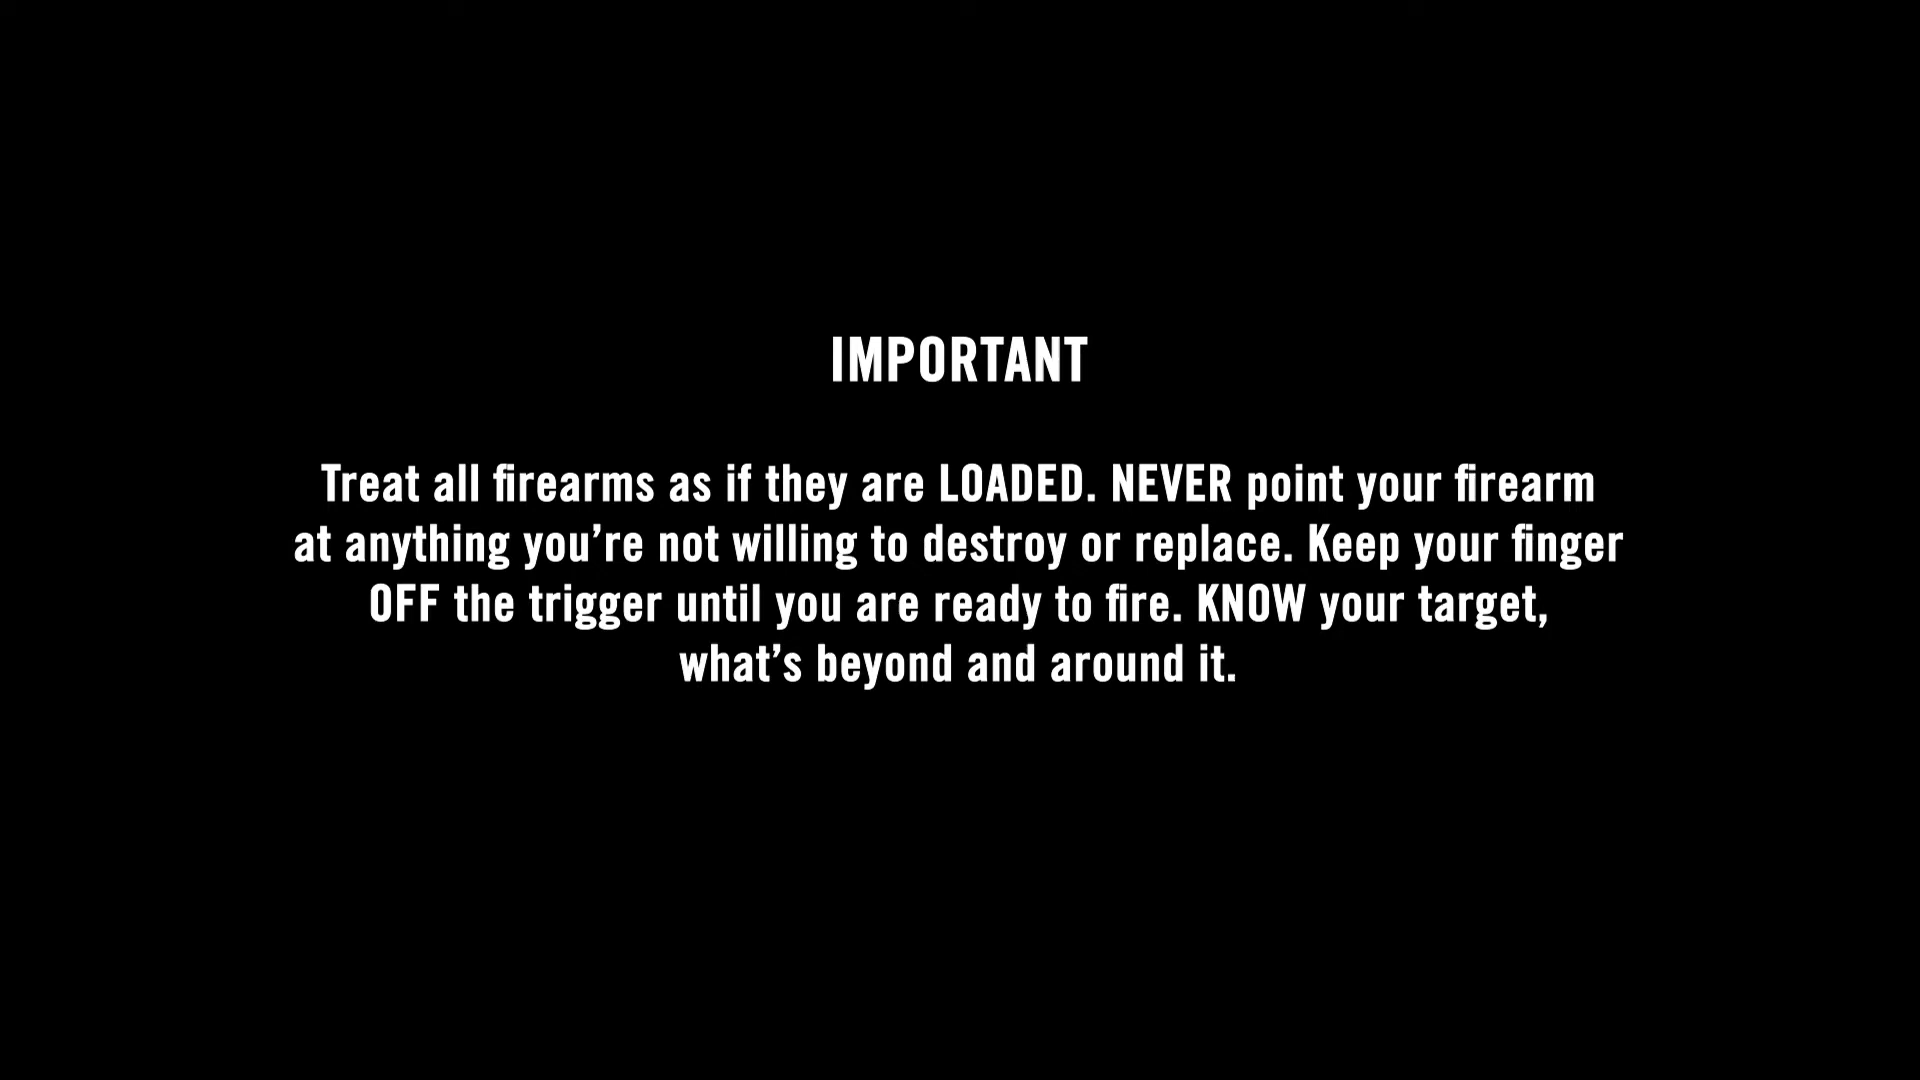 IMPORTANT
Treat all firearms as if they are LOADED. NEVER point your firearm
at anything you’re not willing to destroy or replace. Keep your finger
OFF the trigger until you are ready to fire. KNOW your target,
what’s beyond and around it.